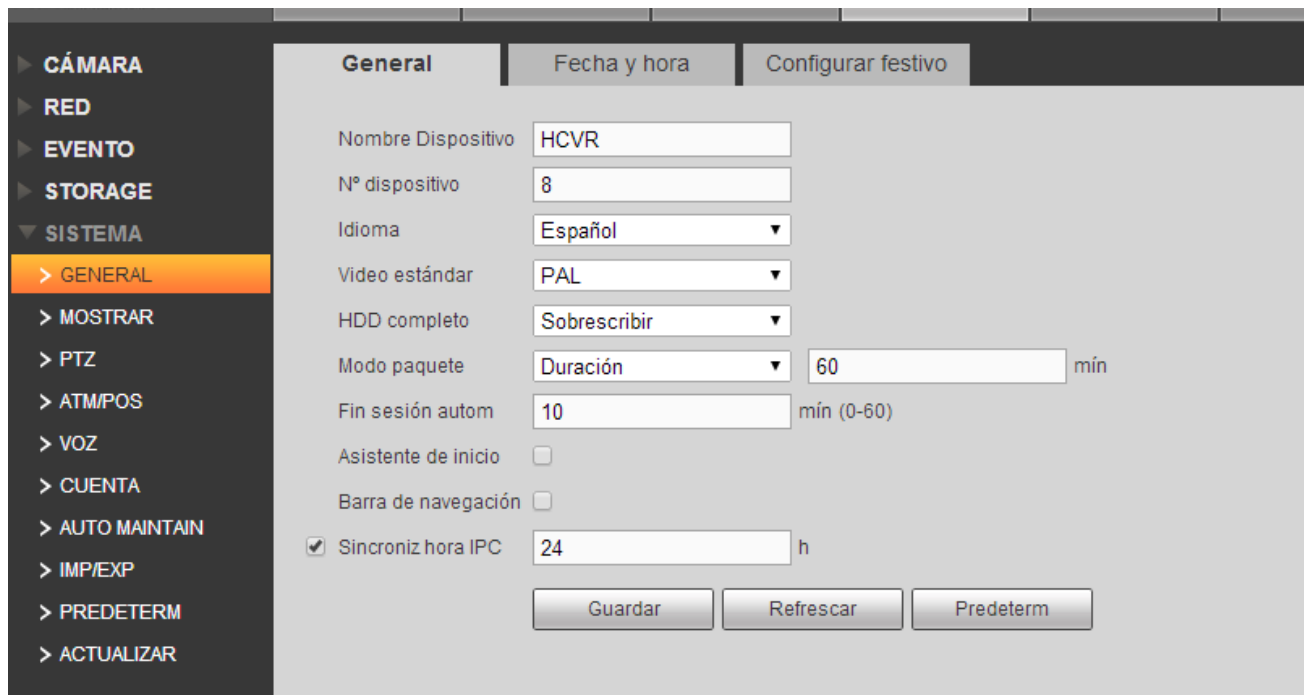 CÁMARA
RED
EVENTO
STORAGE
SISTEMA
> GENERAL
> MOSTRAR
> PTZ
> ATM/POS
> VOZ
> CUENTA
> AUTO MAINTAIN
> IMP/EXP
> PREDETERM
> ACTUALIZAR
General Fecha y hora Configurar festivo
Nombre Dispositivo HCVR
Nº dispositivo 8
Idioma Español
Video estándar PAL
HDD completo Sobrescribir
Modo paquete Duración 60 mín
Fin sesión autom 10 mín (0-60)
Asistente de inicio
Barra de navegación
Sincroniz hora IPC 24 h
Guardar Refrescar Predeterm